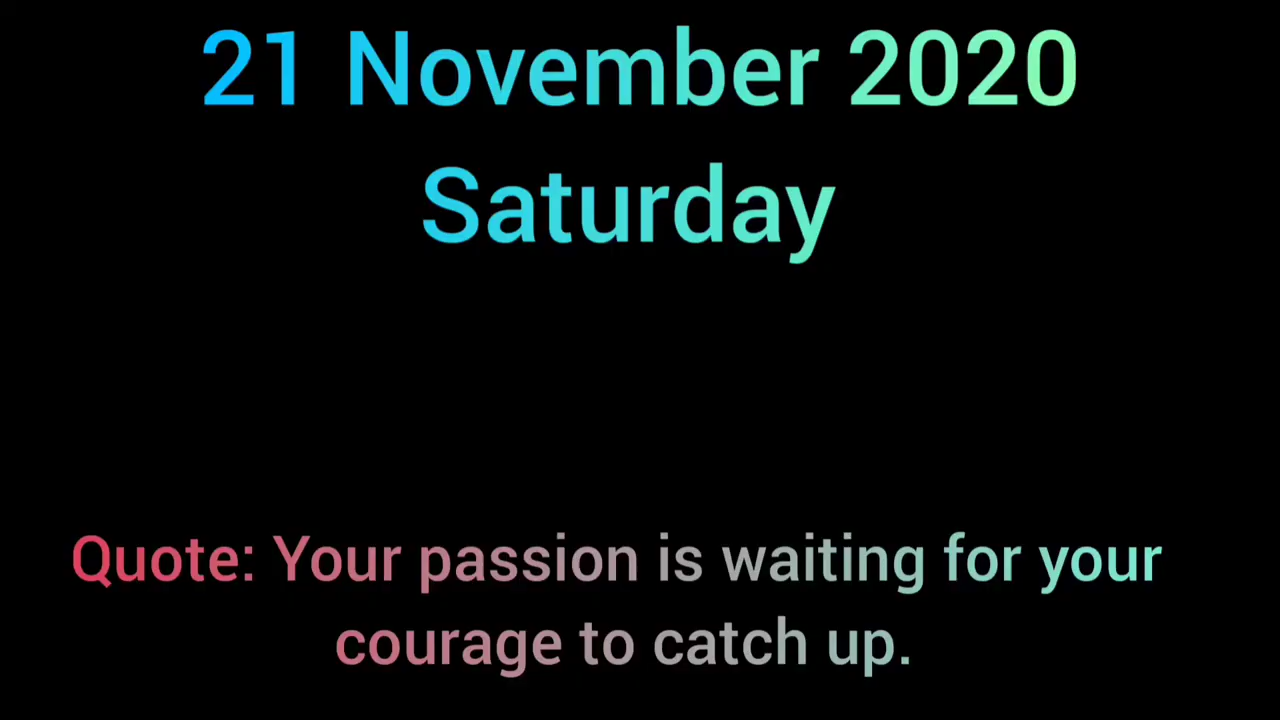 21 November 2020
Saturday
Quote: Your passion is waiting for your
courage to catch up.